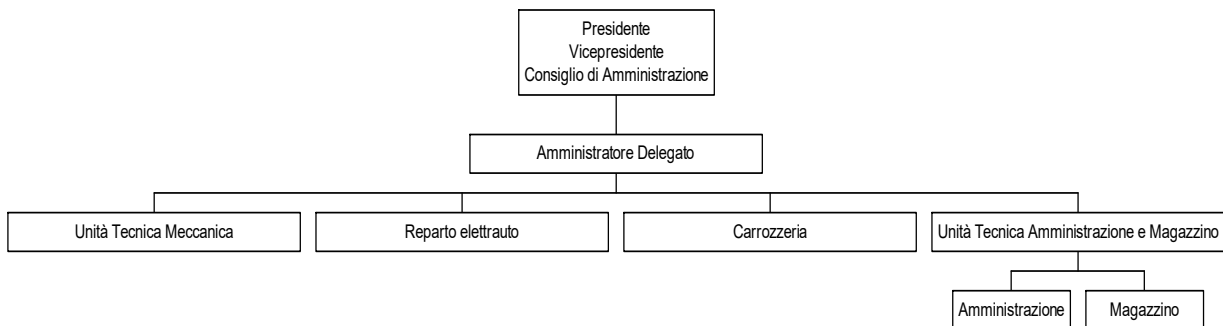 Presidente
Vicepresidente
Consiglio di Amministrazione
Amministratore Delegato
Unità Tecnica Meccanica
Reparto elettrauto
Carrozzeria
Unità Tecnica Amministrazione e Magazzino
Amministrazione
Magazzino